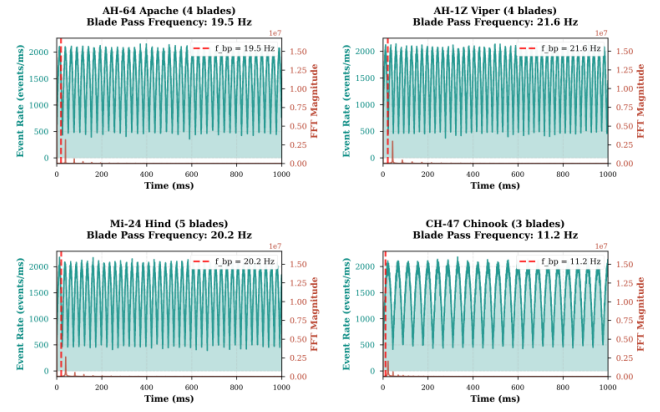 AH-64 Apache (4 blades)
Blade Pass Frequency: 19.5 Hz
1e7
f_bp = 19.5 Hz
2000
1500
1000
500
0
Event Rate (events/ms)
1.50
1.25
1.00
0.75
0.50
0.25
0.00
FFT Magnitude
0 200 400 600 800 1000
Time (ms)
AH-1Z Viper (4 blades)
Blade Pass Frequency: 21.6 Hz
1e7
f_bp = 21.6 Hz
2000
1500
1000
500
0
Event Rate (events/ms)
1.50
1.25
1.00
0.75
0.50
0.25
0.00
FFT Magnitude
0 200 400 600 800 1000
Time (ms)
Mi-24 Hind (5 blades)
Blade Pass Frequency: 20.2 Hz
1e7
f_bp = 20.2 Hz
2000
1500
1000
500
0
Event Rate (events/ms)
1.50
1.25
1.00
0.75
0.50
0.25
0.00
FFT Magnitude
0 200 400 600 800 1000
Time (ms)
CH-47 Chinook (3 blades)
Blade Pass Frequency: 11.2 Hz
1e7
f_bp = 11.2 Hz
2000
1500
1000
500
0
Event Rate (events/ms)
1.50
1.25
1.00
0.75
0.50
0.25
0.00
FFT Magnitude
0 200 400 600 800 1000
Time (ms)